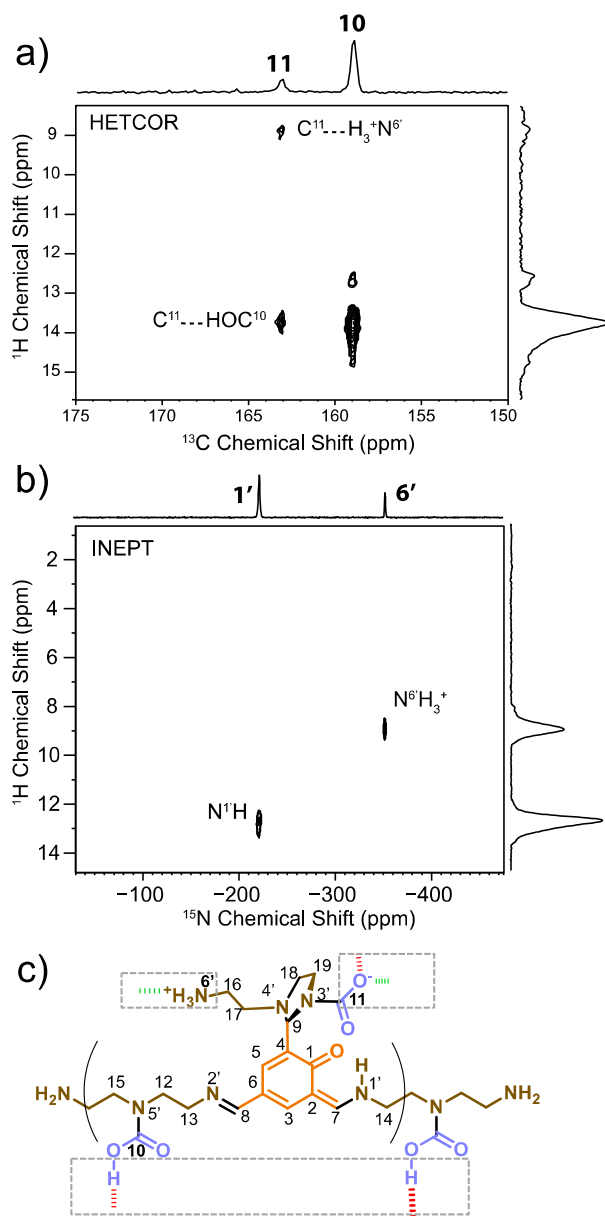 a)
11
10
HETCOR
C¹¹---H₃⁺N⁶'
C¹¹---HOC¹⁰
9
10
11
12
13
14
15
¹H Chemical Shift (ppm)
175
170
165
160
155
150
¹³C Chemical Shift (ppm)
b)
1'
6'
INEPT
N⁶'H₃⁺
N¹'H
2
4
6
8
10
12
14
¹H Chemical Shift (ppm)
−100
−200
−300
−400
¹⁵N Chemical Shift (ppm)
c)
6'
⁺H₃N
16
17
18
19
4'
N
N
3'
O⁻
11
O
9
4
5
1
O
H
N
1'
6
2
3
7
8
14
H₂N
15
12
N
5'
13
2'
N
N
NH₂
10
O
O
H
O
O
H